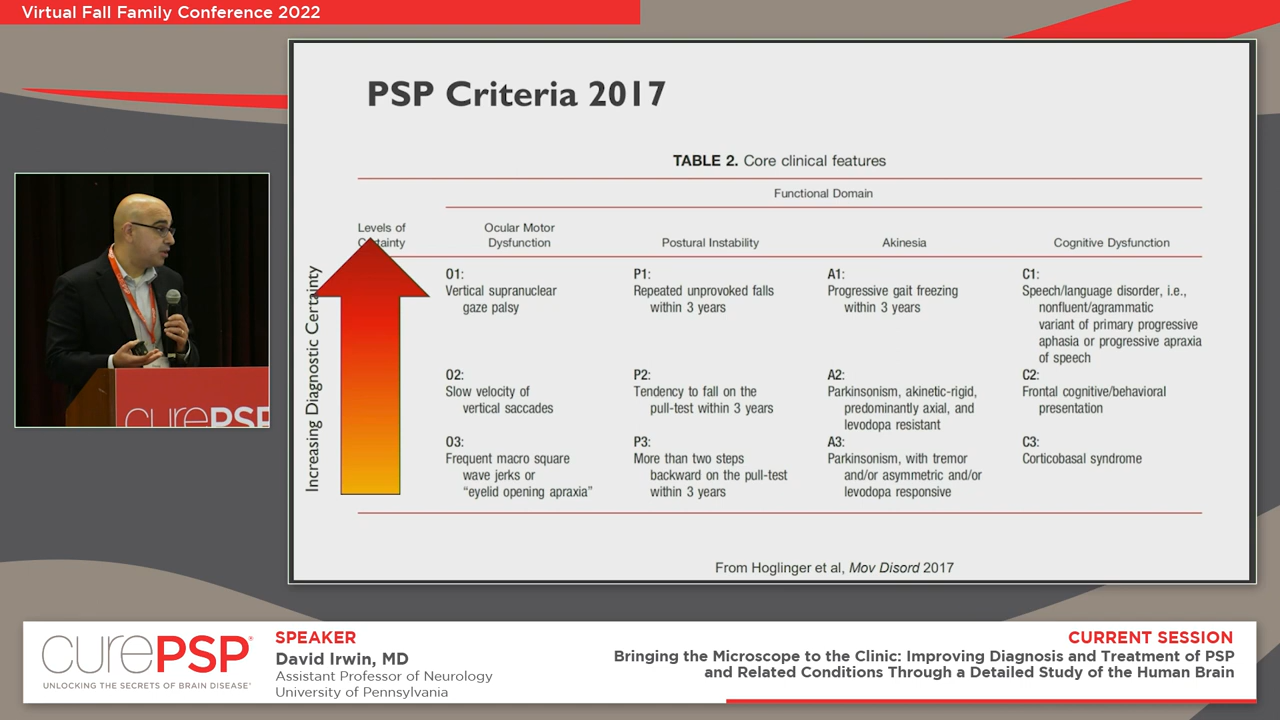 Virtual Fall Family Conference 2022
PSP Criteria 2017
TABLE 2. Core clinical features
Functional Domain
Levels of
Certainty
Ocular Motor
Dysfunction
Postural Instability
Akinesia
Cognitive Dysfunction
Increasing Diagnostic Certainty
O1:
Vertical supranuclear
gaze palsy
P1:
Repeated unprovoked falls
within 3 years
A1:
Progressive gait freezing
within 3 years
C1:
Speech/language disorder, i.e.,
nonfluent/agrammatic
variant of primary progressive
aphasia or progressive apraxia
of speech
O2:
Slow velocity of
vertical saccades
P2:
Tendency to fall on the
pull-test within 3 years
A2:
Parkinsonism, akinetic-rigid,
predominantly axial, and
levodopa resistant
C2:
Frontal cognitive/behavioral
presentation
O3:
Frequent macro square
wave jerks or
“eyelid opening apraxia”
P3:
More than two steps
backward on the pull-test
within 3 years
A3:
Parkinsonism, with tremor
and/or asymmetric and/or
levodopa responsive
C3:
Corticobasal syndrome
From Hoglinger et al, Mov Disord 2017
curePSP
curePSP®
UNLOCKING THE SECRETS OF BRAIN DISEASE®
SPEAKER
David Irwin, MD
Assistant Professor of Neurology
University of Pennsylvania
CURRENT SESSION
Bringing the Microscope to the Clinic: Improving Diagnosis and Treatment of PSP
and Related Conditions Through a Detailed Study of the Human Brain